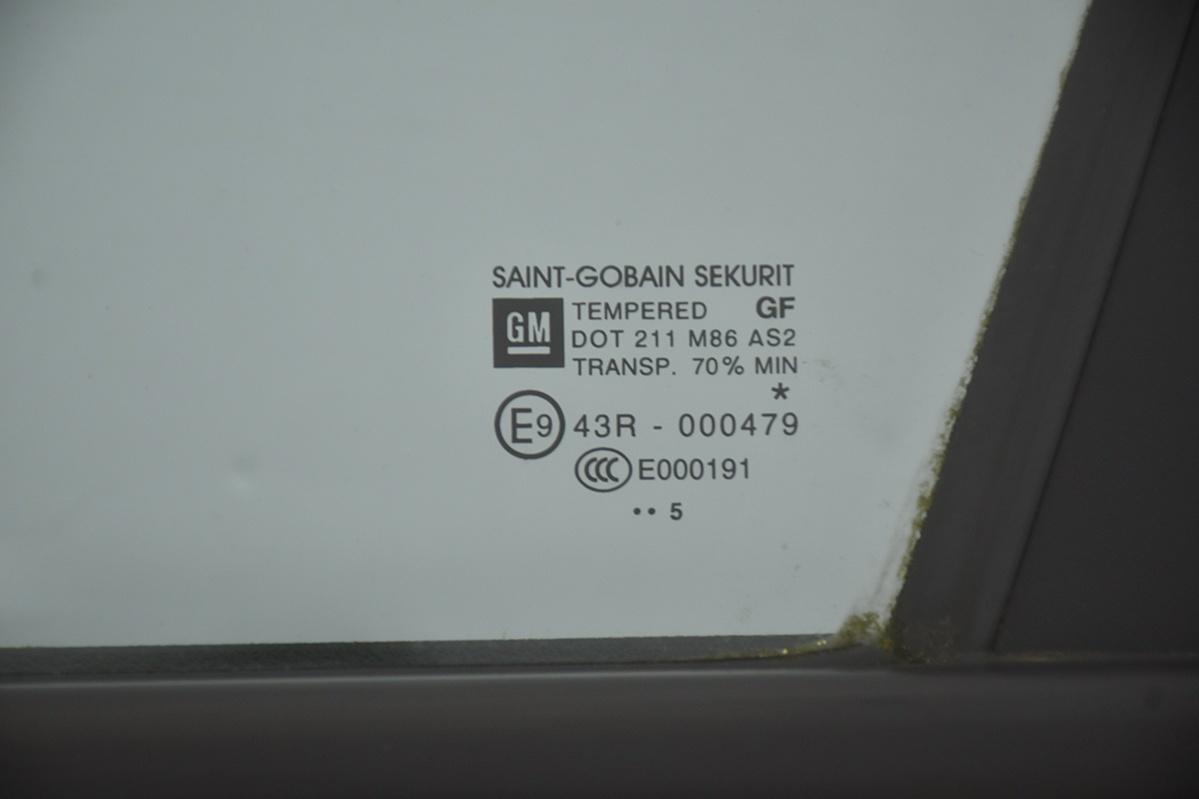 SAINT-GOBAIN SEKURIT
GM TEMPERED GF
DOT 211 M86 AS2
TRANSP. 70% MIN
*
E9 43R - 000479
CCC E000191
•• 5